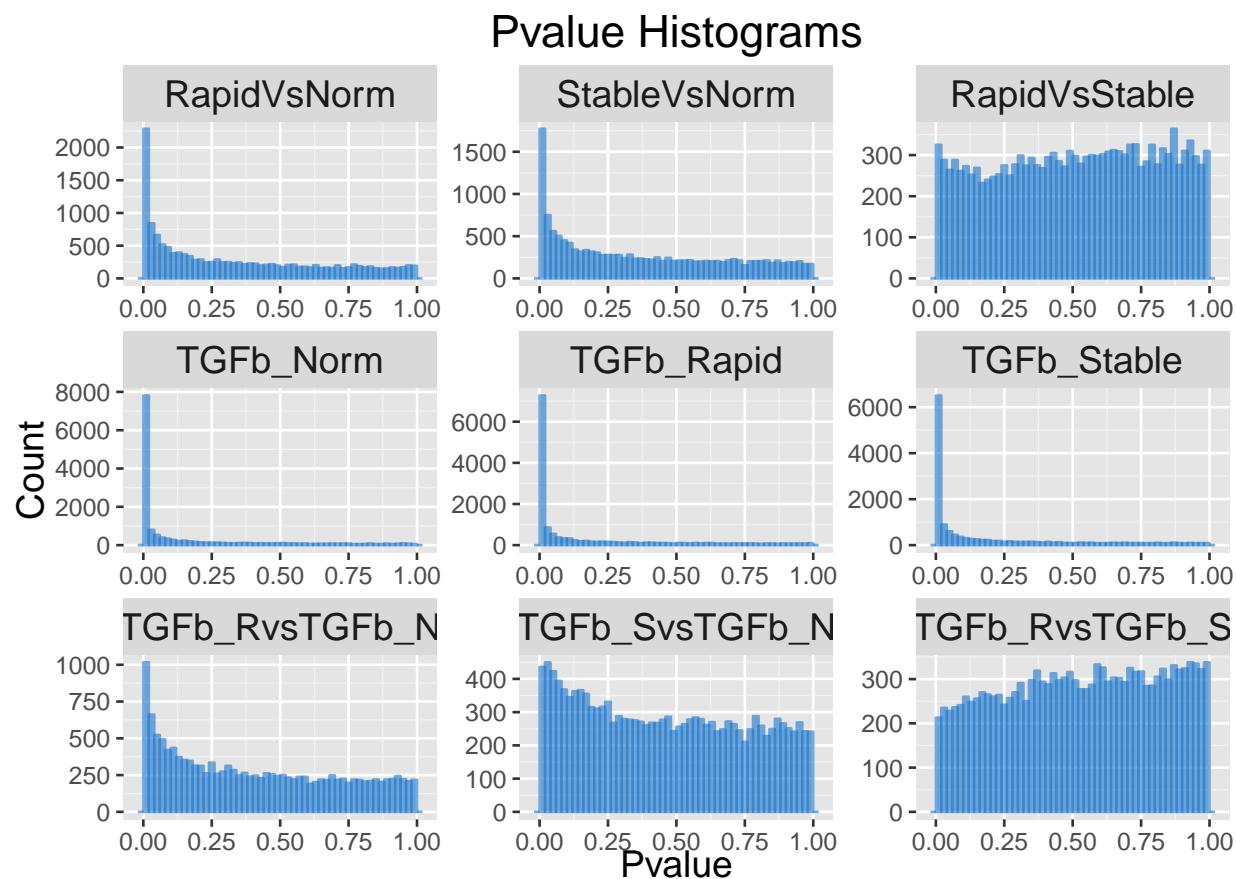 Pvalue Histograms
RapidVsNorm
StableVsNorm
RapidVsStable
2000
1500
1000
500
0
0.00 0.25 0.50 0.75 1.00
1500
1000
500
0
0.00 0.25 0.50 0.75 1.00
300
200
100
0
0.00 0.25 0.50 0.75 1.00
TGFb_Norm
TGFb_Rapid
TGFb_Stable
Count
8000
6000
4000
2000
0
0.00 0.25 0.50 0.75 1.00
6000
4000
2000
0
0.00 0.25 0.50 0.75 1.00
6000
4000
2000
0
0.00 0.25 0.50 0.75 1.00
TGFb_RvsTGFb_N
TGFb_SvsTGFb_N
TGFb_RvsTGFb_S
1000
750
500
250
0
0.00 0.25 0.50 0.75 1.00
400
300
200
100
0
0.00 0.25 0.50 0.75 1.00
300
200
100
0
0.00 0.25 0.50 0.75 1.00
Pvalue